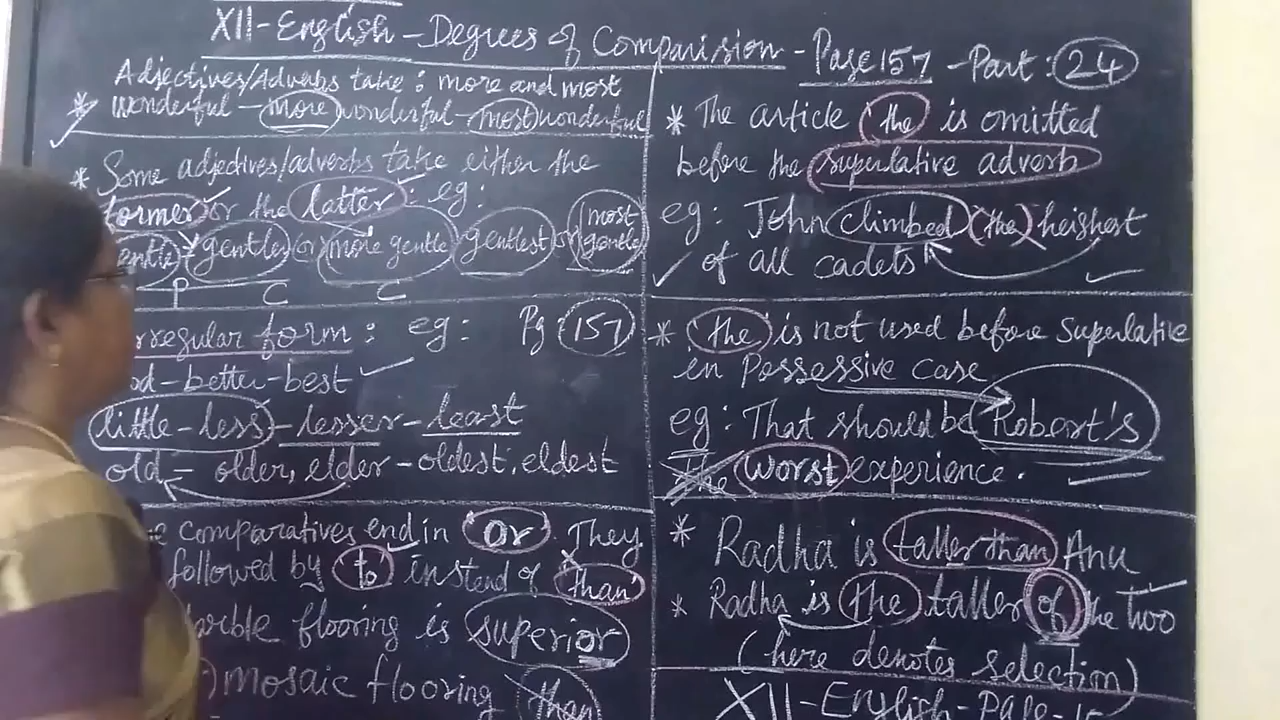 XII-English-Degrees of Comparision - Page 157 - Part: 24
Adjectives/Adverbs take: more and most
* wonderful - more wonderful - most wonderful
* Some adjectives/adverbs take either the
former or the latter: eg:
gentle gentler or more gentle gentlest or most gentle
P C C
rregular form: eg: Pg 157
od-better-best
little-less-lesser-least
old - older, elder - oldest, eldest
e comparatives end in "or". They
followed by to instead of than
arble flooring is superior
) mosaic flooring than
* The article the is omitted
before the superlative adverb
eg: John climbed (the) heighest
of all cadets
* (the) is not used before superlative
in Possessive case
eg: That should be Robert's
the worst experience.
* Radha is taller than Anu
* Radha is the taller of the two
(here denotes selection)
XII-English-Page-15